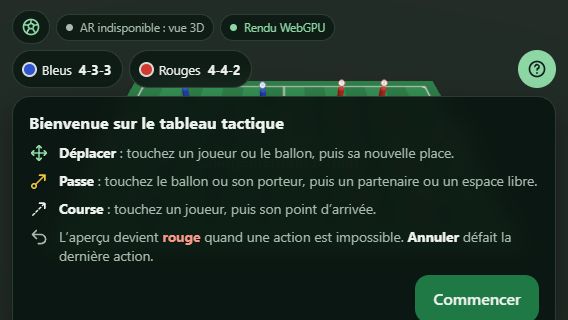 AR indisponible : vue 3D
Rendu WebGPU
Bleus 4-3-3
Rouges 4-4-2
Bienvenue sur le tableau tactique
Déplacer : touchez un joueur ou le ballon, puis sa nouvelle place.
Passe : touchez le ballon ou son porteur, puis un partenaire ou un espace libre.
Course : touchez un joueur, puis son point d’arrivée.
L’aperçu devient rouge quand une action est impossible. Annuler défait la
dernière action.
Commencer